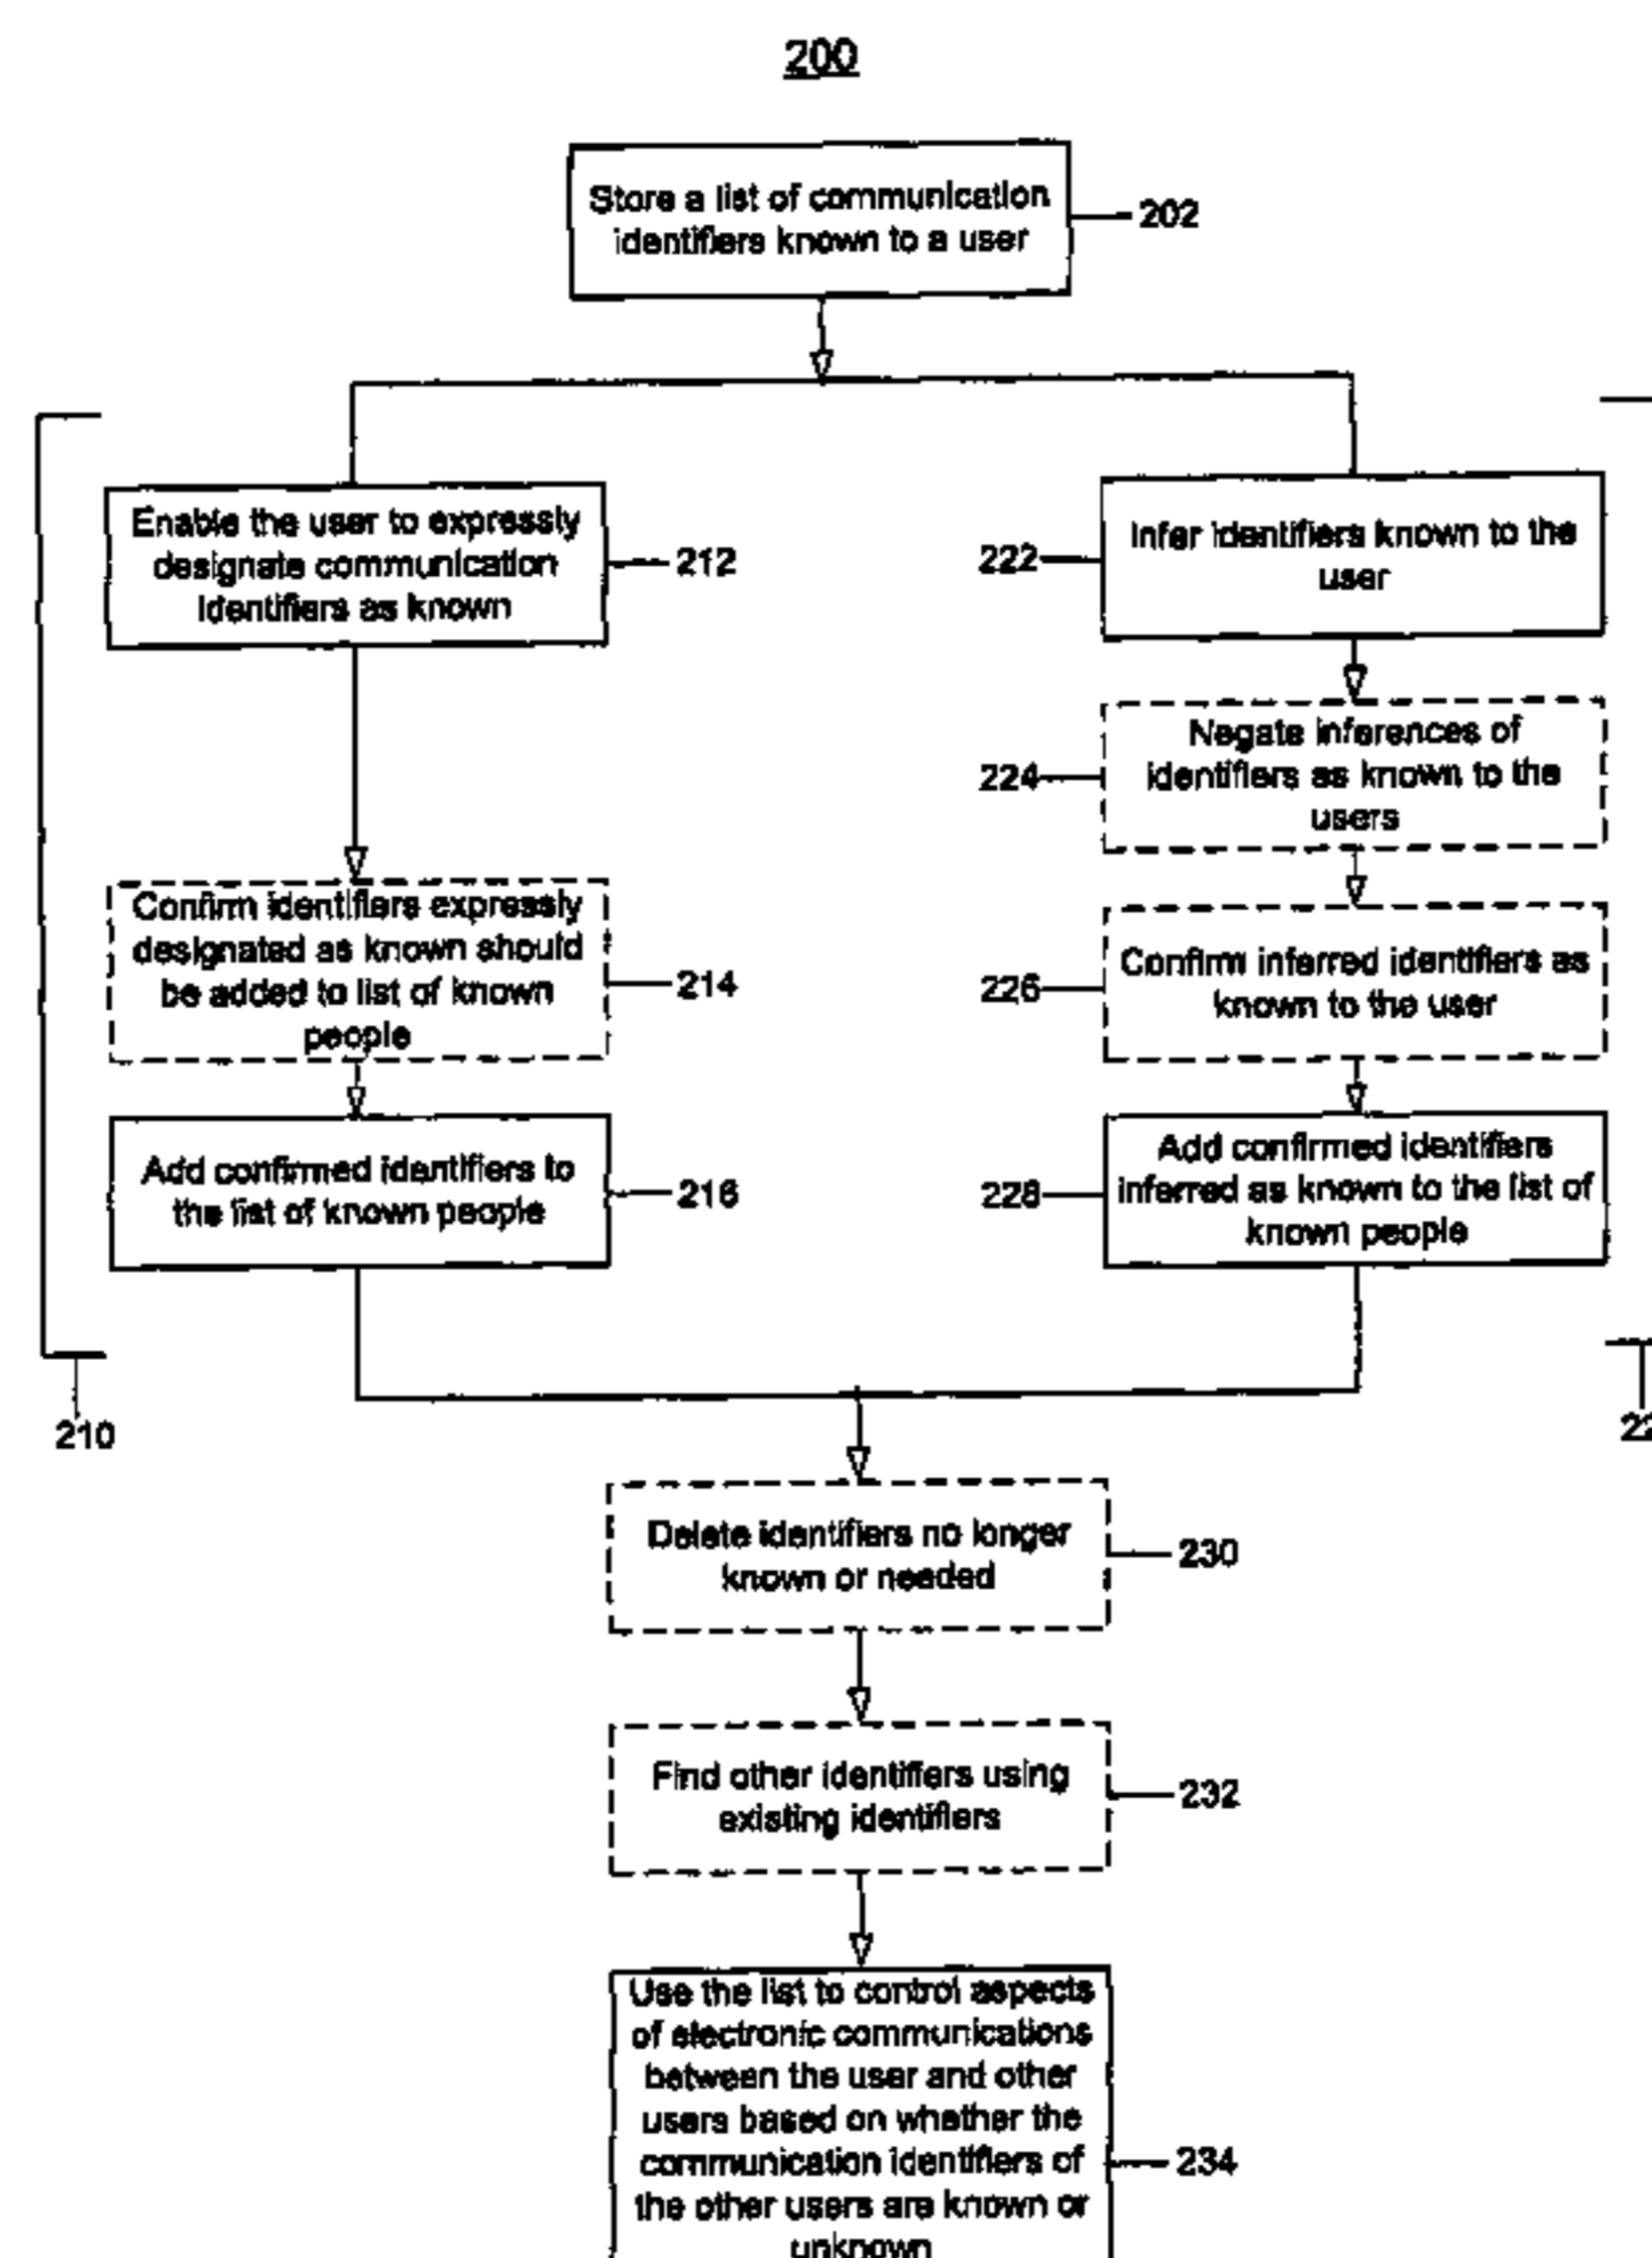 200
Store a list of communication
identifiers known to a user
202
Enable the user to expressly
designate communication
identifiers as known
212
222
Infer identifiers known to the
user
224
Negate inferences of
identifiers as known to the
users
Confirm identifiers expressly
designated as known should
be added to list of known
people
214
226
Confirm inferred identifiers as
known to the user
Add confirmed identifiers to
the list of known people
216
228
Add confirmed identifiers
inferred as known to the list of
known people
210
Delete identifiers no longer
known or needed
230
Find other identifiers using
existing identifiers
232
Use the list to control aspects
of electronic communications
between the user and other
users based on whether the
communication identifiers of
the other users are known or
unknown
234